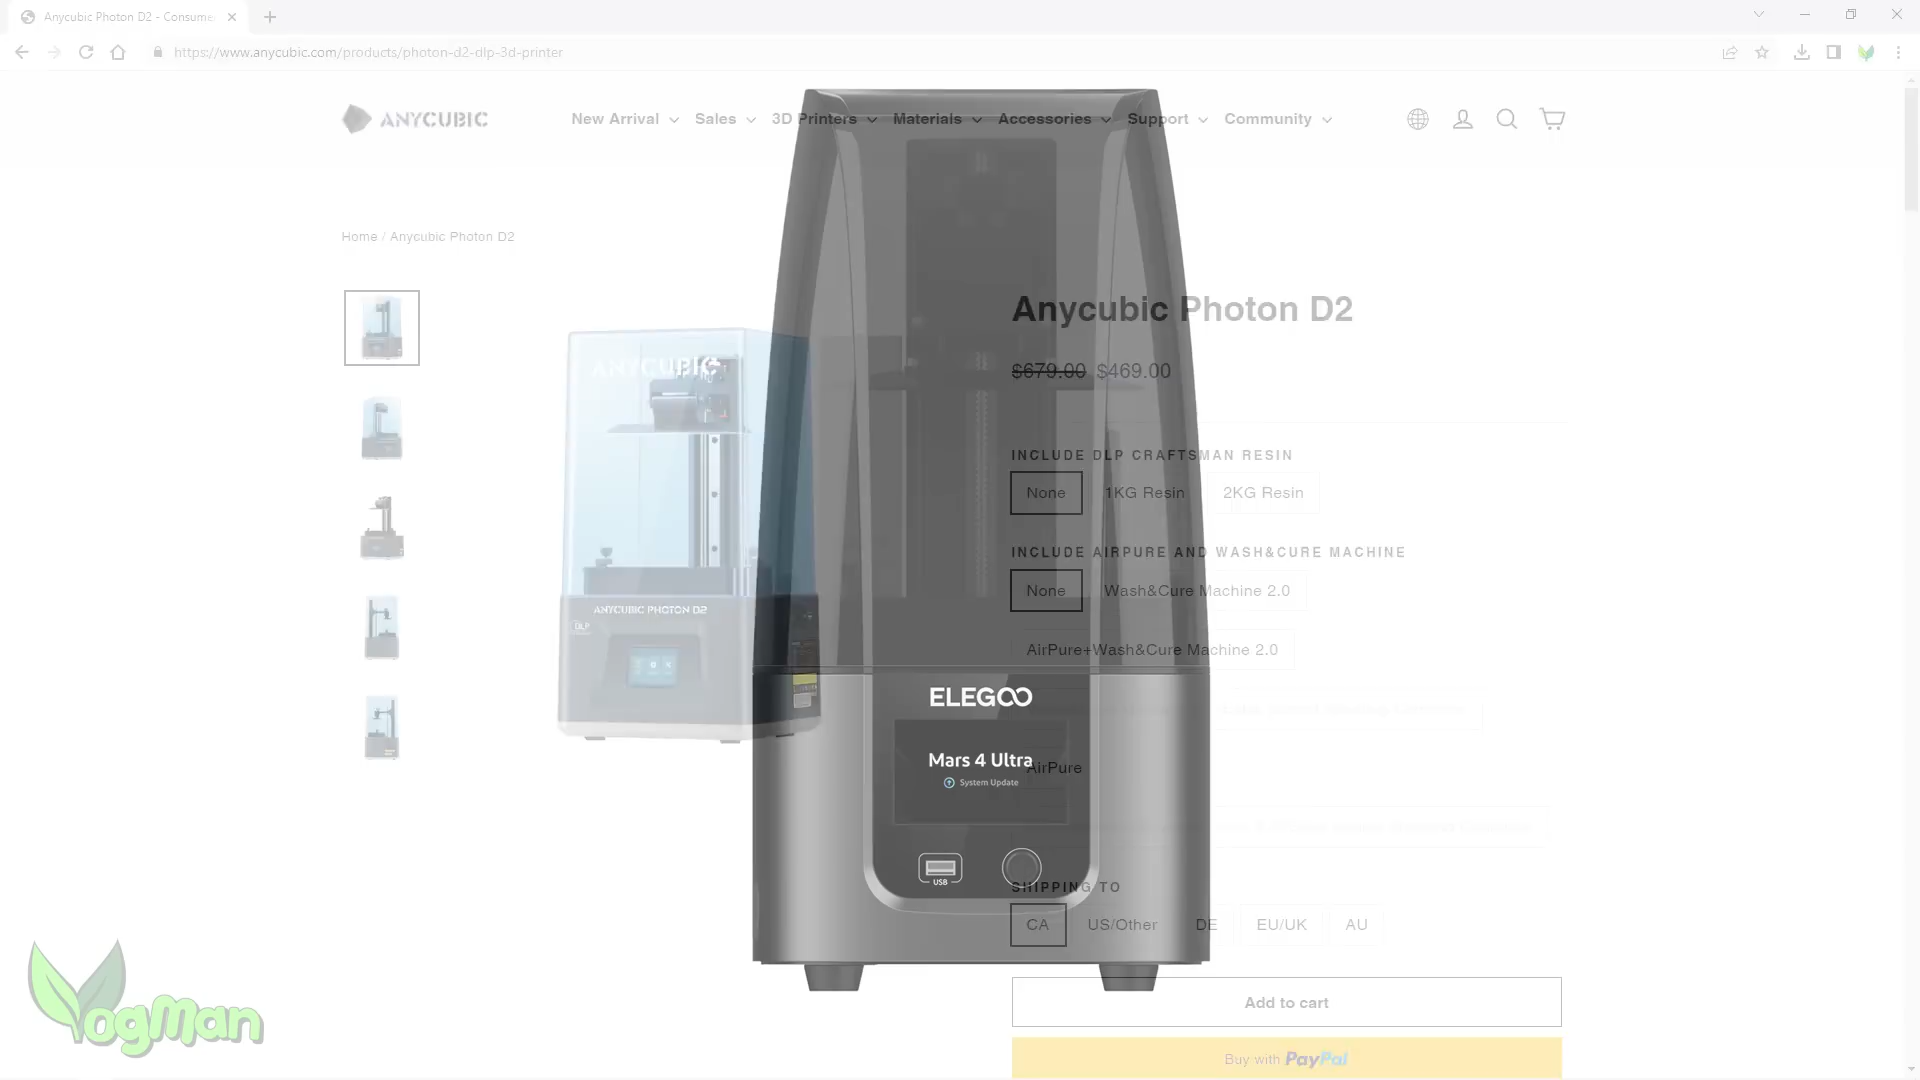 Anycubic Photon D2 - Consume
https://www.anycubic.com/products/photon-d2-dlp-3d-printer
ANYCUBIC
New Arrival Sales 3D Printers Materials Accessories Support Community
Home / Anycubic Photon D2
Anycubic Photon D2
$679.00 $469.00
ANYCUBIC
INCLUDE DLP CRAFTSMAN RESIN
None 1KG Resin 2KG Resin
INCLUDE AIRPURE AND WASH&CURE MACHINE
None Wash&Cure Machine 2.0
ANYCUBIC PHOTON D2
DLP
AirPure+Wash&Cure Machine 2.0
ELEGOO
Mars 4 Ultra
System Update
AirPure
USB
SHIPPING TO
CA US/Other DE EU/UK AU
Add to cart
Buy with PayPal
YogMan